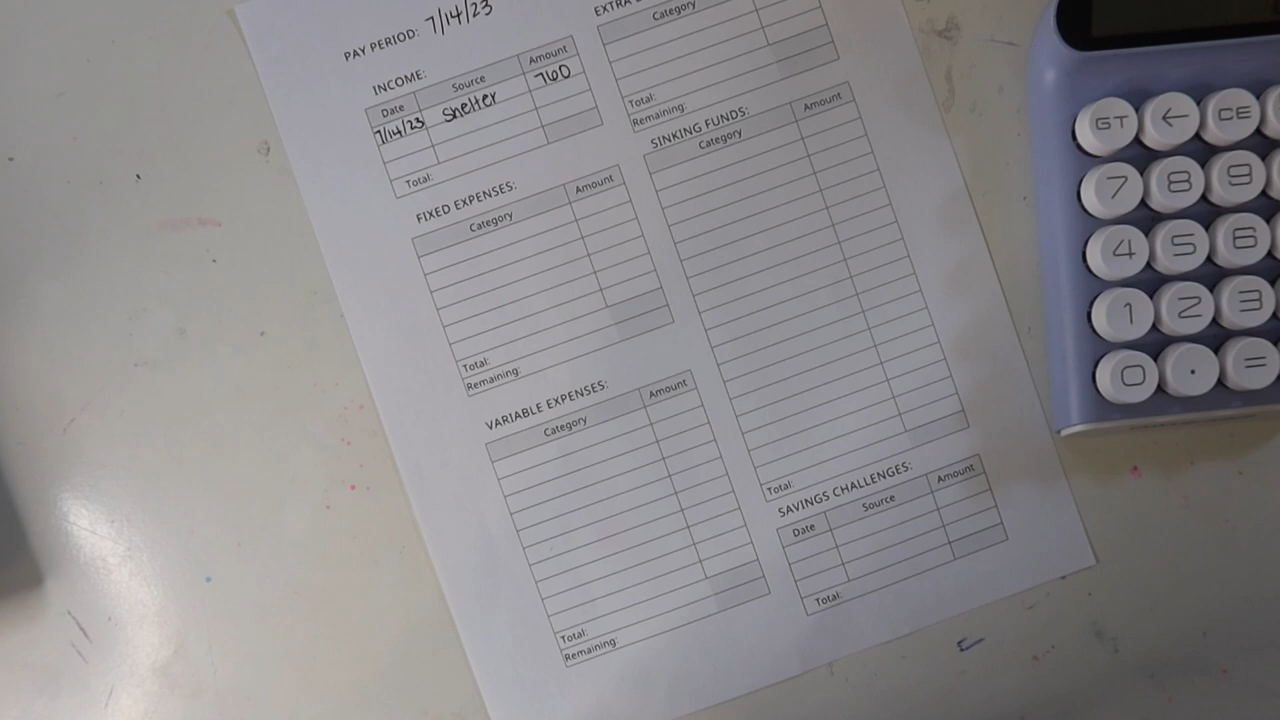 PAY PERIOD: 7/14/23
INCOME:
Date Source Amount
7/14/23 Shelter 760
Total:
FIXED EXPENSES:
Category Amount
Total:
Remaining:
VARIABLE EXPENSES:
Category Amount
Total:
Remaining:
EXTRA
Category
Total:
Remaining:
SINKING FUNDS:
Category Amount
Total:
SAVINGS CHALLENGES:
Date Source Amount
Total:
GT ← CE
7 8 9
4 5 6
1 2 3
0 . =